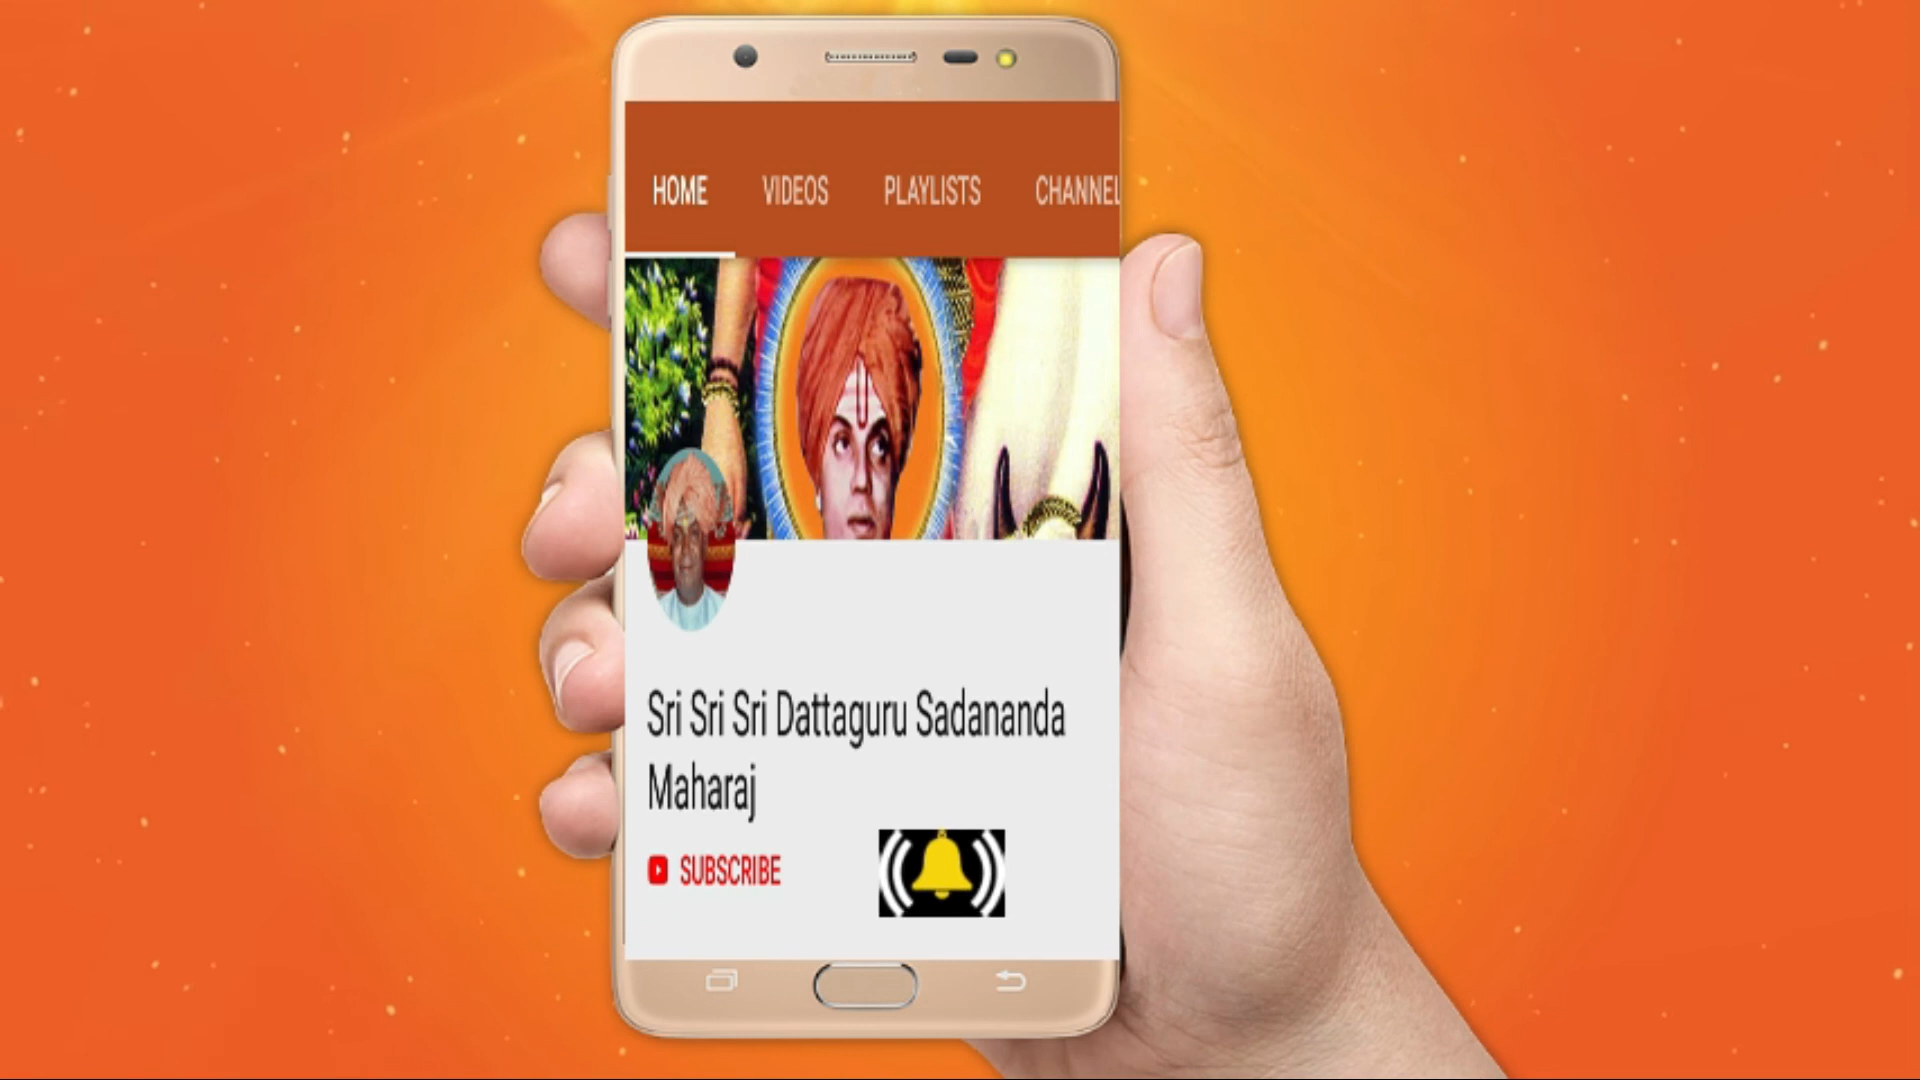 HOME VIDEOS PLAYLISTS CHANNEL
Sri Sri Sri Dattaguru Sadananda
Maharaj
SUBSCRIBE